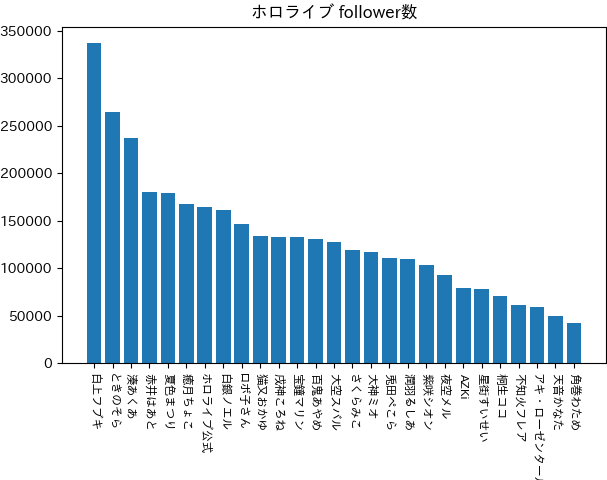 ホロライブ follower数
350000
300000
250000
200000
150000
100000
50000
0
白上フブキ
ときのそら
湊あくあ
赤井はあと
夏色まつり
癒月ちょこ
ホロライブ公式
白銀ノエル
ロボ子さん
猫又おかゆ
戌神ころね
宝鐘マリン
百鬼あやめ
大空スバル
さくらみこ
大神ミオ
兎田ぺこら
潤羽るしあ
紫咲シオン
夜空メル
AZKi
星街すいせい
桐生ココ
不知火フレア
アキ・ローゼンタール
天音かなた
角巻わため